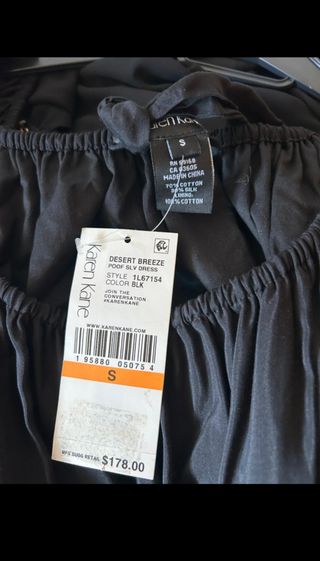 Karen Kane
S
RN 99168
CA 03605
MADE IN CHINA
70% COTTON
30% SILK
LINING:
100% COTTON
Karen Kane
DESERT BREEZE
POOF SLV DRESS
STYLE 1L67154
COLOR BLK
JOIN THE
CONVERSATION
#KARENKANE
WWW.KARENKANE.COM
1 95880 05075 4
S
MFG SUGG RETAIL $178.00